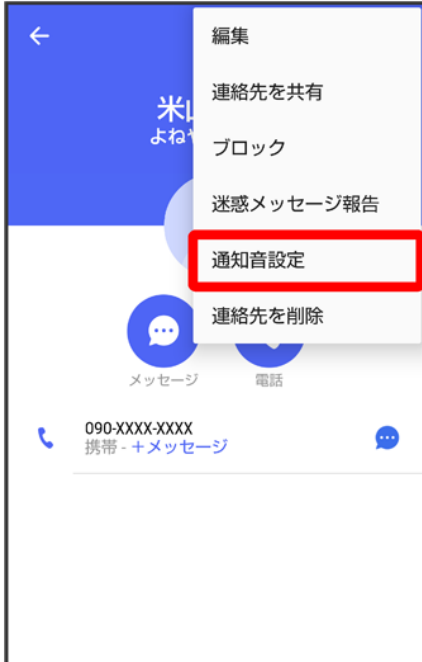 編集
連絡先を共有
ブロック
迷惑メッセージ報告
通知音設定
連絡先を削除
米
よね
メッセージ
電話
090-XXXX-XXXX
携帯 - +メッセージ